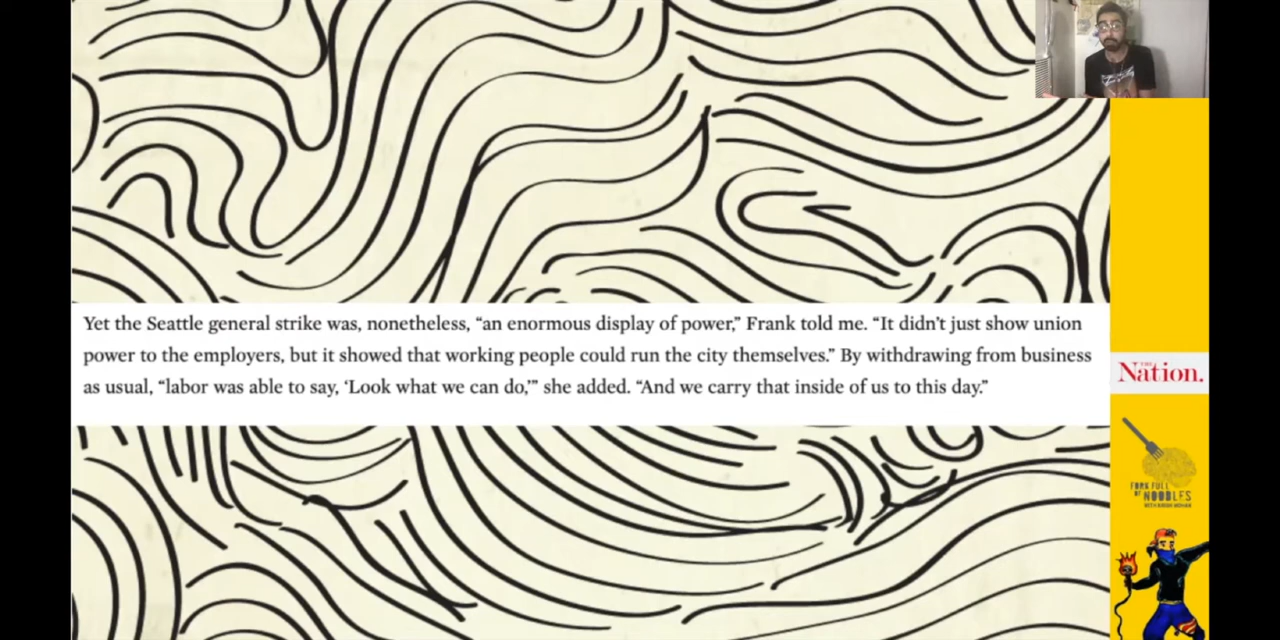 Yet the Seattle general strike was, nonetheless, “an enormous display of power,” Frank told me. “It didn’t just show union
power to the employers, but it showed that working people could run the city themselves.” By withdrawing from business
as usual, “labor was able to say, ‘Look what we can do,’” she added. “And we carry that inside of us to this day.”
THE
Nation.
FORK FULL
OF NOODLES
WITH KRISH MOHAN